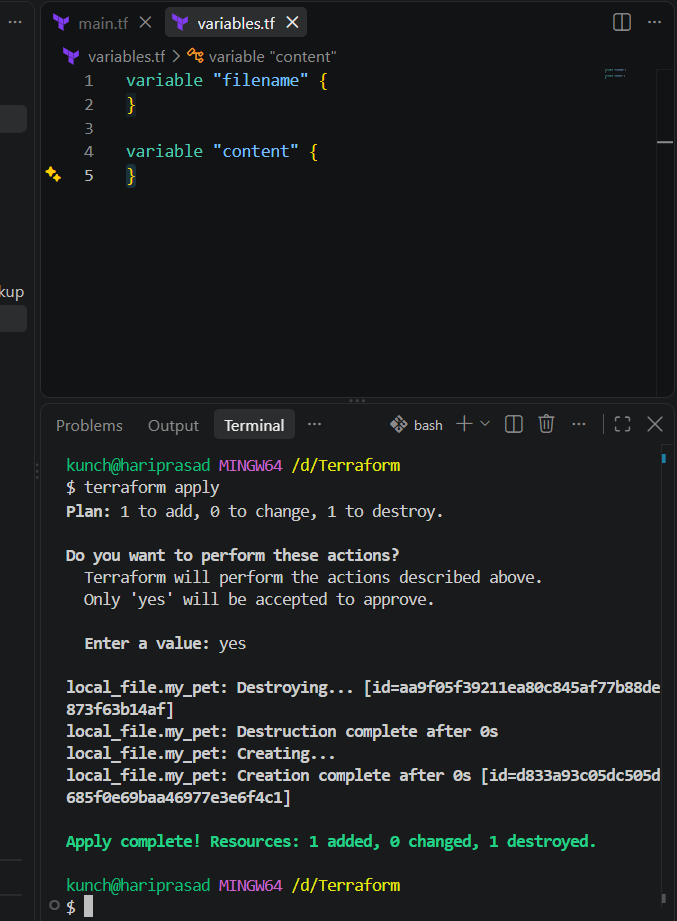 main.tf variables.tf
variables.tf > variable "content"
1 variable "filename" {
2 }
3
4 variable "content" {
5 }
kup
Problems Output Terminal bash
kunch@hariprasad MINGW64 /d/Terraform
$ terraform apply
Plan: 1 to add, 0 to change, 1 to destroy.
Do you want to perform these actions?
Terraform will perform the actions described above.
Only 'yes' will be accepted to approve.
Enter a value: yes
local_file.my_pet: Destroying... [id=aa9f05f39211ea80c845af77b88de
873f63b14af]
local_file.my_pet: Destruction complete after 0s
local_file.my_pet: Creating...
local_file.my_pet: Creation complete after 0s [id=d833a93c05dc505d
685f0e69baa46977e3e6f4c1]
Apply complete! Resources: 1 added, 0 changed, 1 destroyed.
kunch@hariprasad MINGW64 /d/Terraform
$